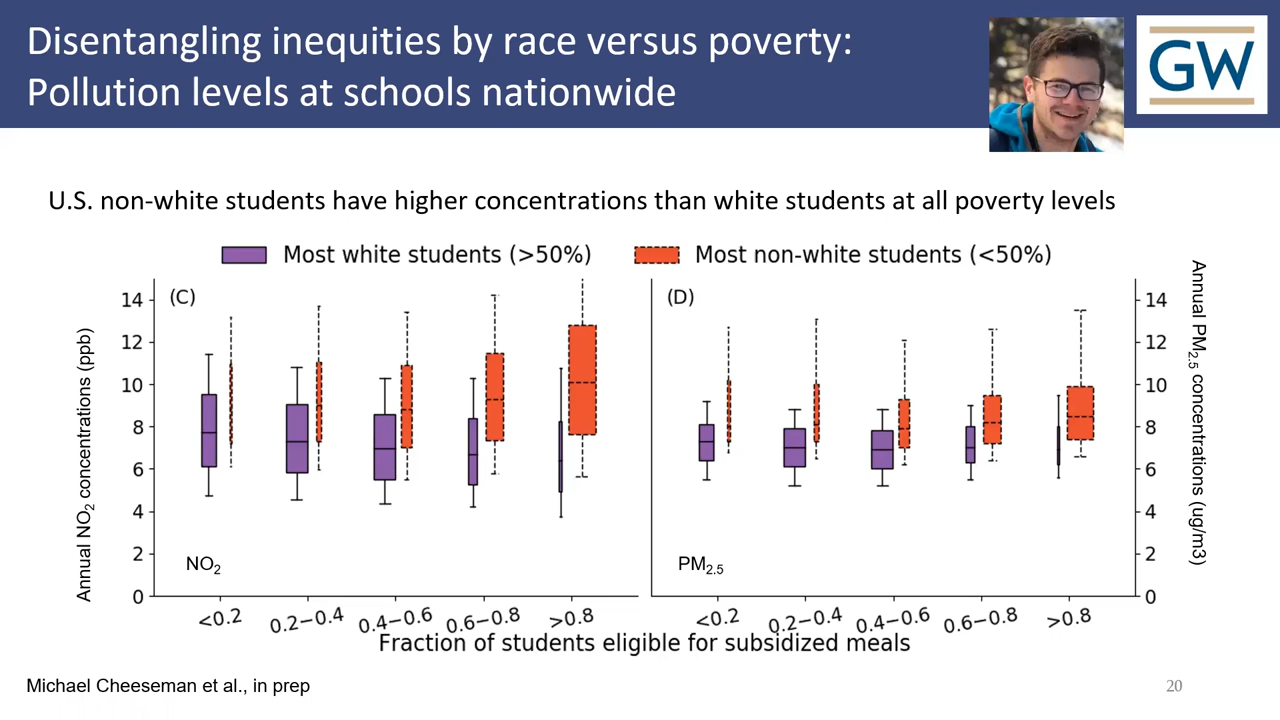 Disentangling inequities by race versus poverty:
Pollution levels at schools nationwide
GW
U.S. non-white students have higher concentrations than white students at all poverty levels
Most white students (>50%)
Most non-white students (<50%)
Annual NO2 concentrations (ppb)
14
12
10
8
6
4
2
0
(C)
NO2
<0.2
0.2−0.4
0.4−0.6
0.6−0.8
>0.8
(D)
PM2.5
<0.2
0.2−0.4
0.4−0.6
0.6−0.8
>0.8
14
12
10
8
6
4
2
0
Annual PM2.5 concentrations (ug/m3)
Fraction of students eligible for subsidized meals
Michael Cheeseman et al., in prep
20